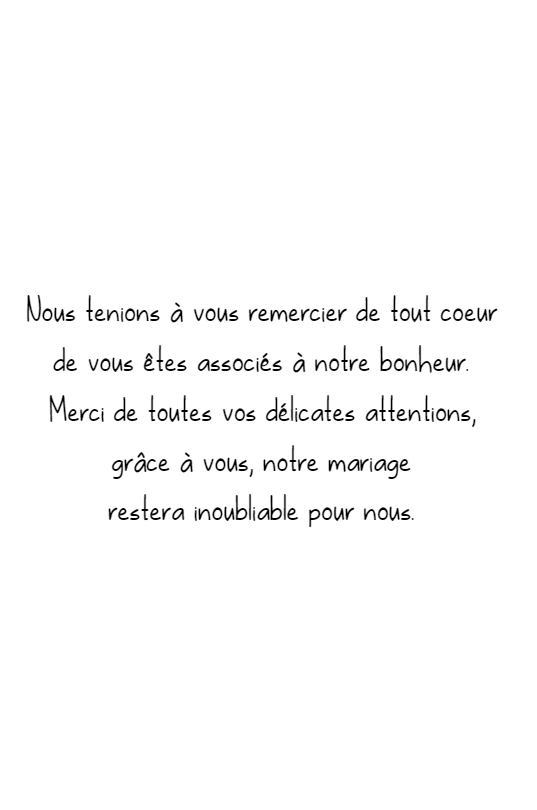 Nous tenions à vous remercier de tout coeur
de vous êtes associés à notre bonheur.
Merci de toutes vos délicates attentions,
grâce à vous, notre mariage
restera inoubliable pour nous.